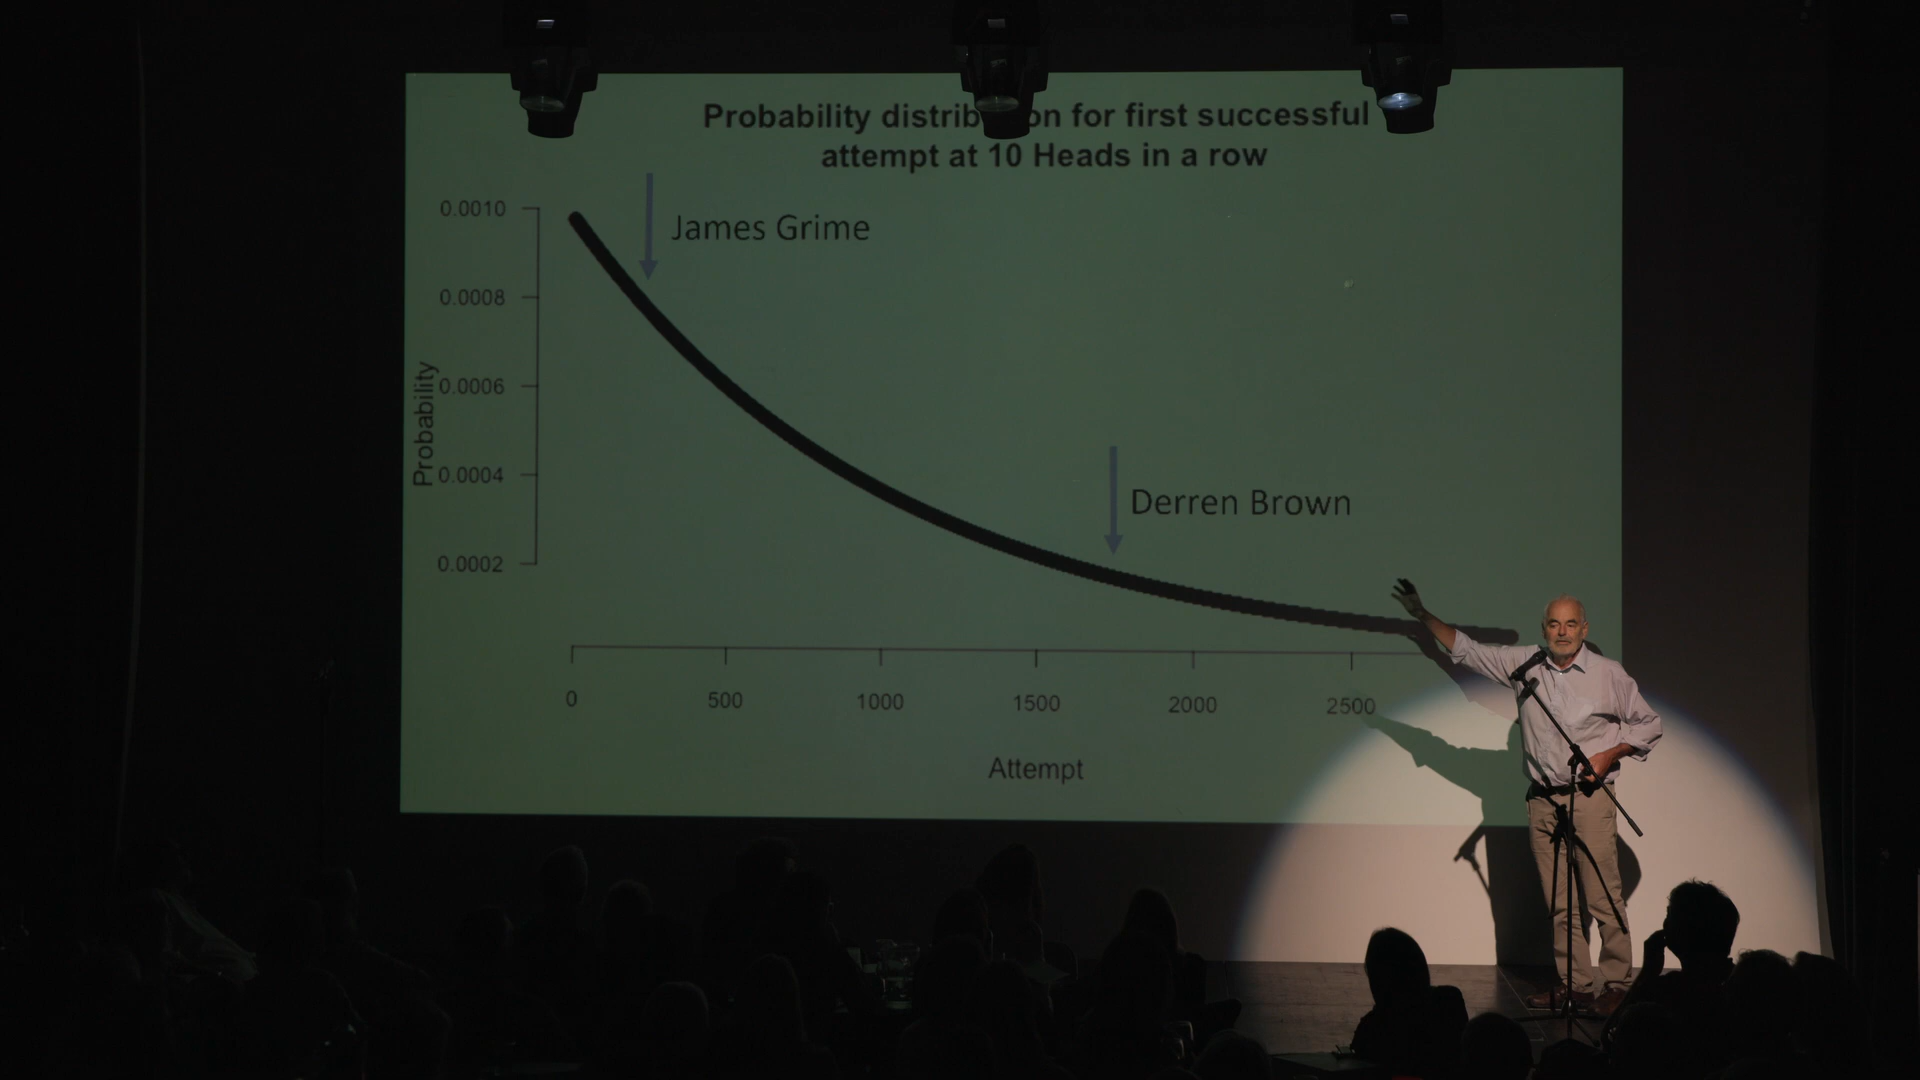 Probability distrib on for first successful
attempt at 10 Heads in a row
0.0010
James Grime
0.0008
0.0006
Probability
0.0004
Derren Brown
0.0002
0
500
1000
1500
2000
2500
Attempt